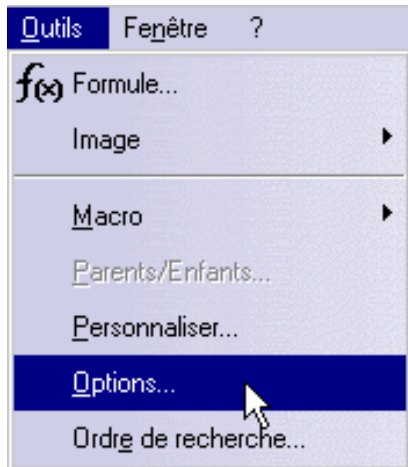 Outils Fenêtre ?
f(x) Formule...
Image
Macro
Parents/Enfants...
Personnaliser...
Options...
Ordre de recherche...